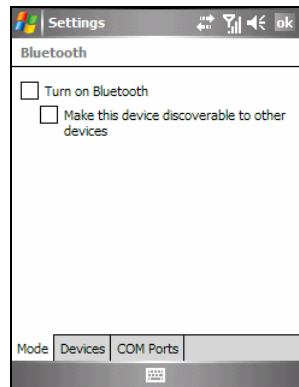 Settings
ok
Bluetooth
Turn on Bluetooth
Make this device discoverable to other
devices
Mode Devices COM Ports